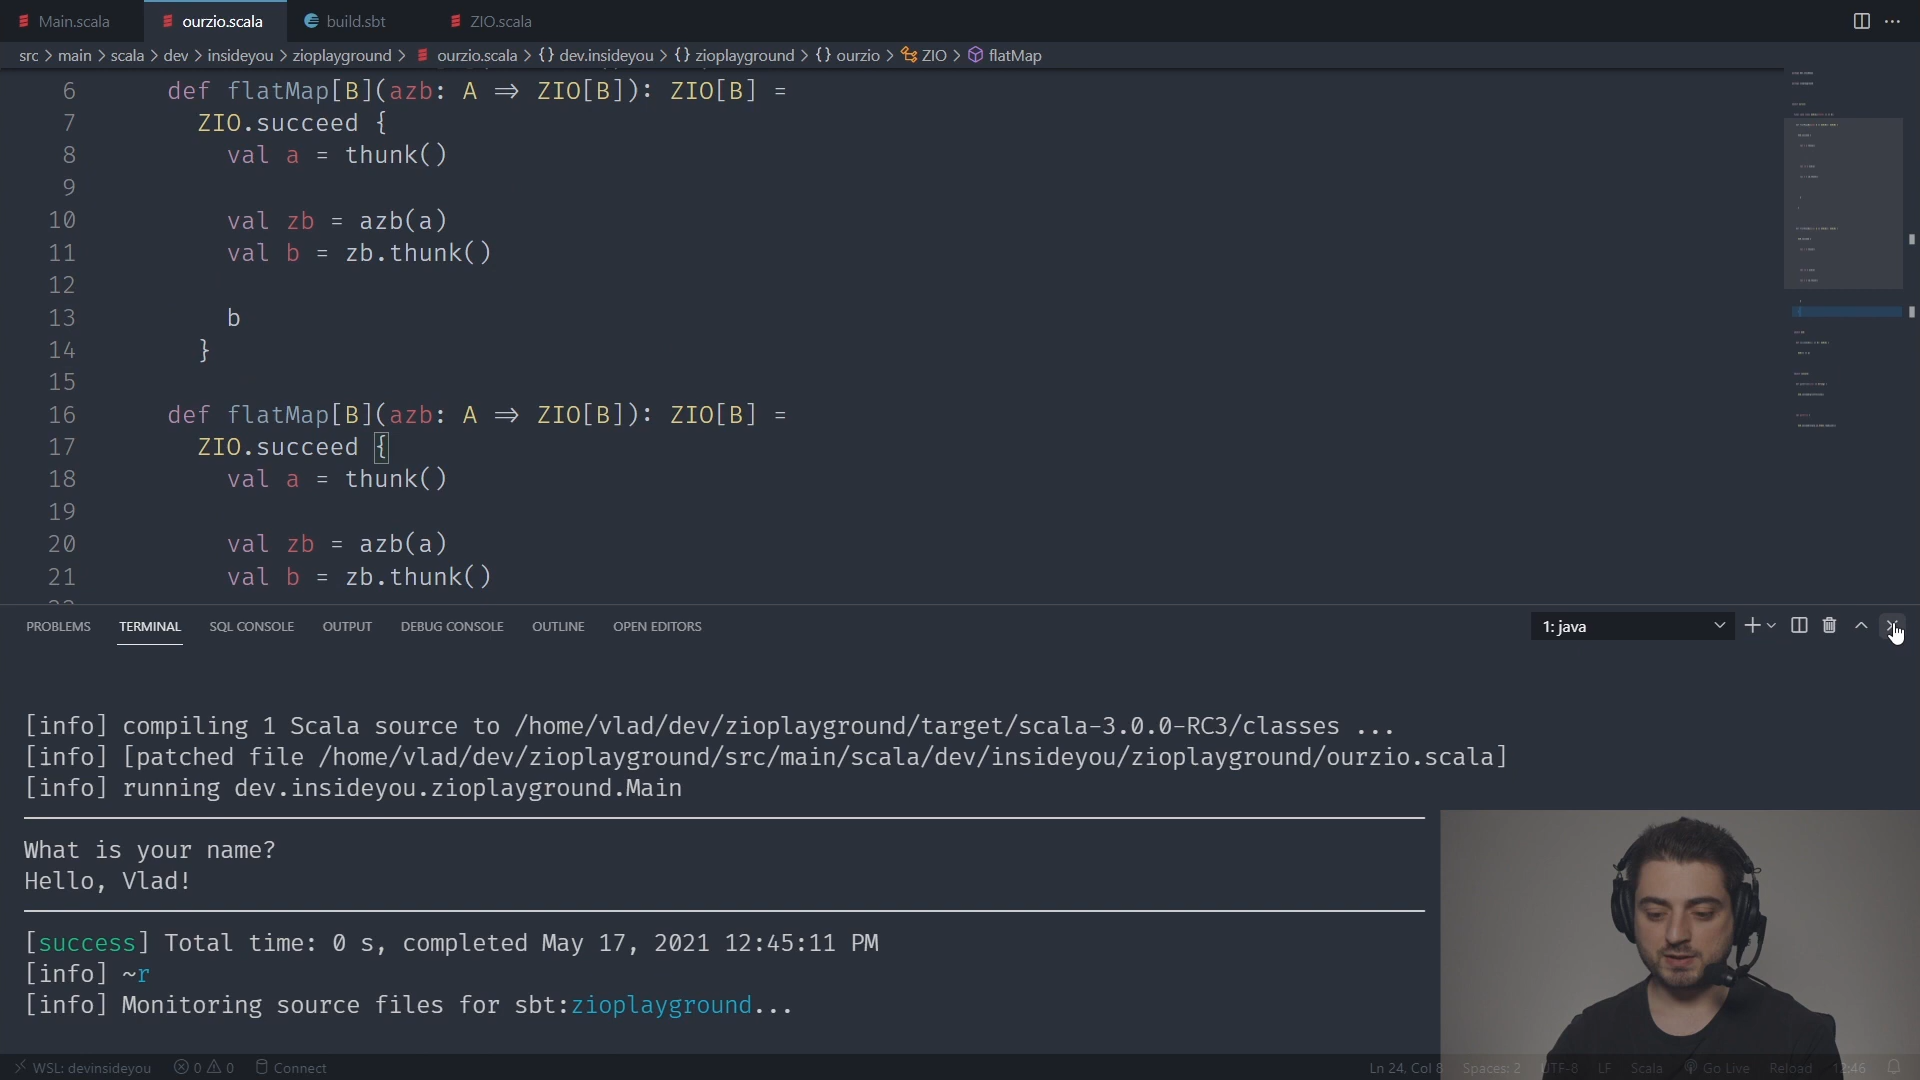 Main.scala ourzio.scala build.sbt ZIO.scala
src > main > scala > dev > insideyou > zioplayground > ourzio.scala > {} dev.insideyou > {} zioplayground > {} ourzio > ZIO > flatMap
6 def flatMap[B](azb: A ⇒ ZIO[B]): ZIO[B] =
7 ZIO.succeed {
8 val a = thunk()
9
10 val zb = azb(a)
11 val b = zb.thunk()
12
13 b
14 }
15
16 def flatMap[B](azb: A ⇒ ZIO[B]): ZIO[B] =
17 ZIO.succeed {
18 val a = thunk()
19
20 val zb = azb(a)
21 val b = zb.thunk()
PROBLEMS TERMINAL SQL CONSOLE OUTPUT DEBUG CONSOLE OUTLINE OPEN EDITORS 1: java
[info] compiling 1 Scala source to /home/vlad/dev/zioplayground/target/scala-3.0.0-RC3/classes ...
[info] [patched file /home/vlad/dev/zioplayground/src/main/scala/dev/insideyou/zioplayground/ourzio.scala]
[info] running dev.insideyou.zioplayground.Main
What is your name?
Hello, Vlad!
[success] Total time: 0 s, completed May 17, 2021 12:45:11 PM
[info] ~r
[info] Monitoring source files for sbt:zioplayground...
WSL: devinsideyou 0 0 Connect Ln 24, Col 8 Spaces: 2 UTF-8 LF Scala Go Live Reload 12:46